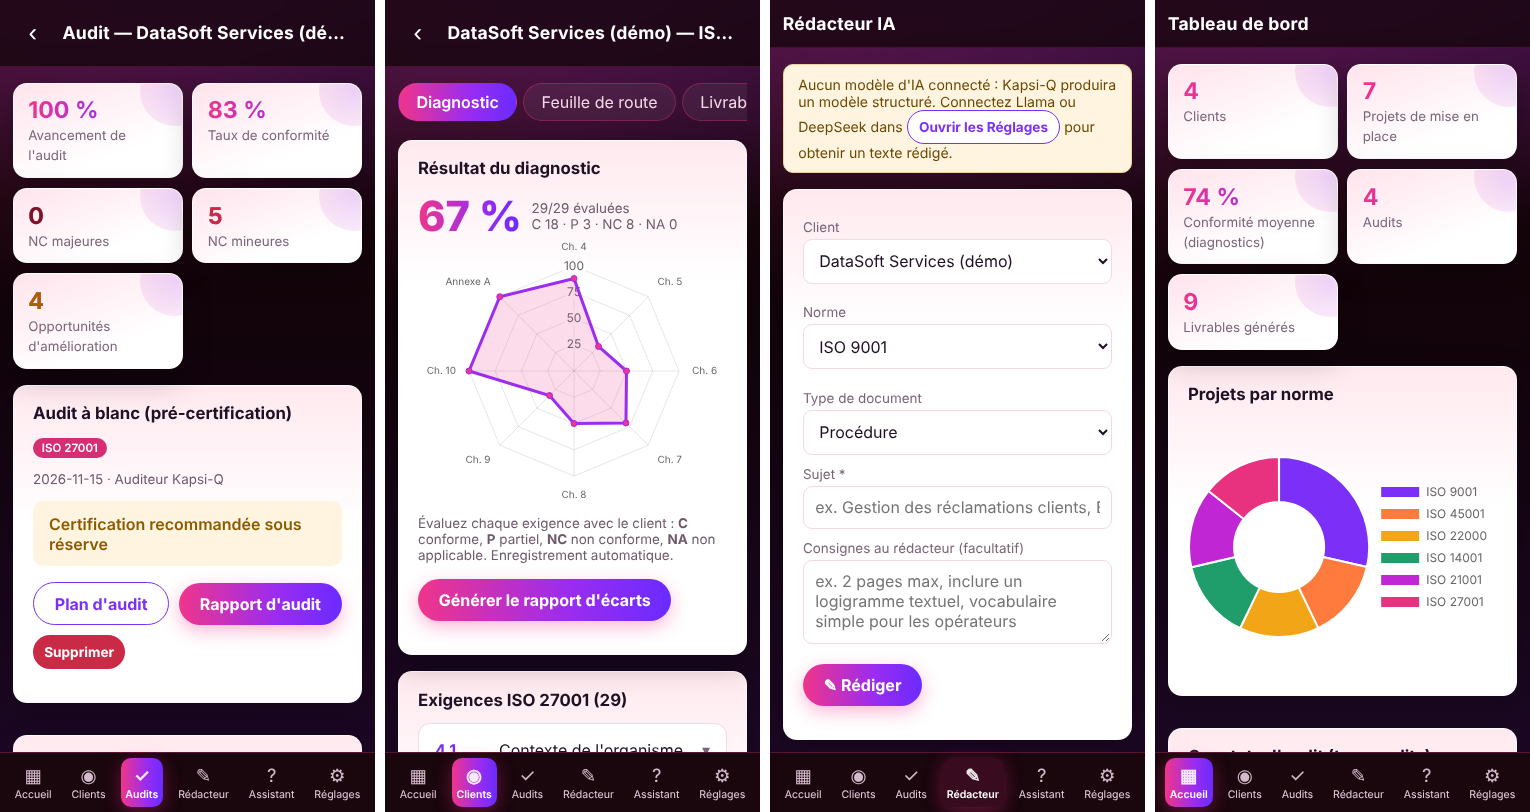 ‹ Audit — DataSoft Services (dé...
100 %
Avancement de
l'audit
83 %
Taux de conformité
0
NC majeures
5
NC mineures
4
Opportunités
d'amélioration
Audit à blanc (pré-certification)
ISO 27001
2026-11-15 · Auditeur Kapsi-Q
Certification recommandée sous
réserve
Plan d'audit
Rapport d'audit
Supprimer
Accueil
Clients
Audits
Rédacteur
Assistant
Réglages
‹ DataSoft Services (démo) — IS...
Diagnostic
Feuille de route
Livrab
Résultat du diagnostic
67 %
29/29 évaluées
C 18 · P 3 · NC 8 · NA 0
Ch. 4
100
Annexe A
Ch. 5
75
50
25
Ch. 10
Ch. 6
Ch. 9
Ch. 7
Ch. 8
Évaluez chaque exigence avec le client : C
conforme, P partiel, NC non conforme, NA non
applicable. Enregistrement automatique.
Générer le rapport d'écarts
Exigences ISO 27001 (29)
4.1 Contexte de l'organisme
Accueil
Clients
Audits
Rédacteur
Assistant
Réglages
Rédacteur IA
Aucun modèle d'IA connecté : Kapsi-Q produira
un modèle structuré. Connectez Llama ou
DeepSeek dans Ouvrir les Réglages pour
obtenir un texte rédigé.
Client
DataSoft Services (démo)
Norme
ISO 9001
Type de document
Procédure
Sujet *
ex. Gestion des réclamations clients, E
Consignes au rédacteur (facultatif)
ex. 2 pages max, inclure un
logigramme textuel, vocabulaire
simple pour les opérateurs
✎ Rédiger
Accueil
Clients
Audits
Rédacteur
Assistant
Réglages
Tableau de bord
4
Clients
7
Projets de mise en
place
74 %
Conformité moyenne
(diagnostics)
4
Audits
9
Livrables générés
Projets par norme
ISO 9001
ISO 45001
ISO 22000
ISO 14001
ISO 21001
ISO 27001
Accueil
Clients
Audits
Rédacteur
Assistant
Réglages